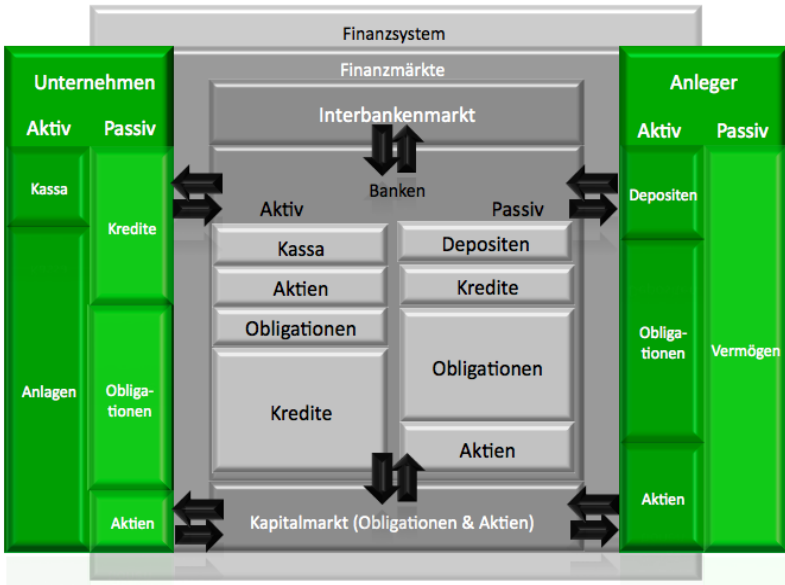 Finanzsystem
Finanzmärkte
Unternehmen
Aktiv Passiv
Kassa
Anlagen
Kredite
Obliga-
tionen
Aktien
Interbankenmarkt
Banken
Aktiv Passiv
Kassa
Aktien
Obligationen
Kredite
Depositen
Kredite
Obligationen
Aktien
Kapitalmarkt (Obligationen & Aktien)
Anleger
Aktiv Passiv
Depositen
Obliga-
tionen
Aktien
Vermögen